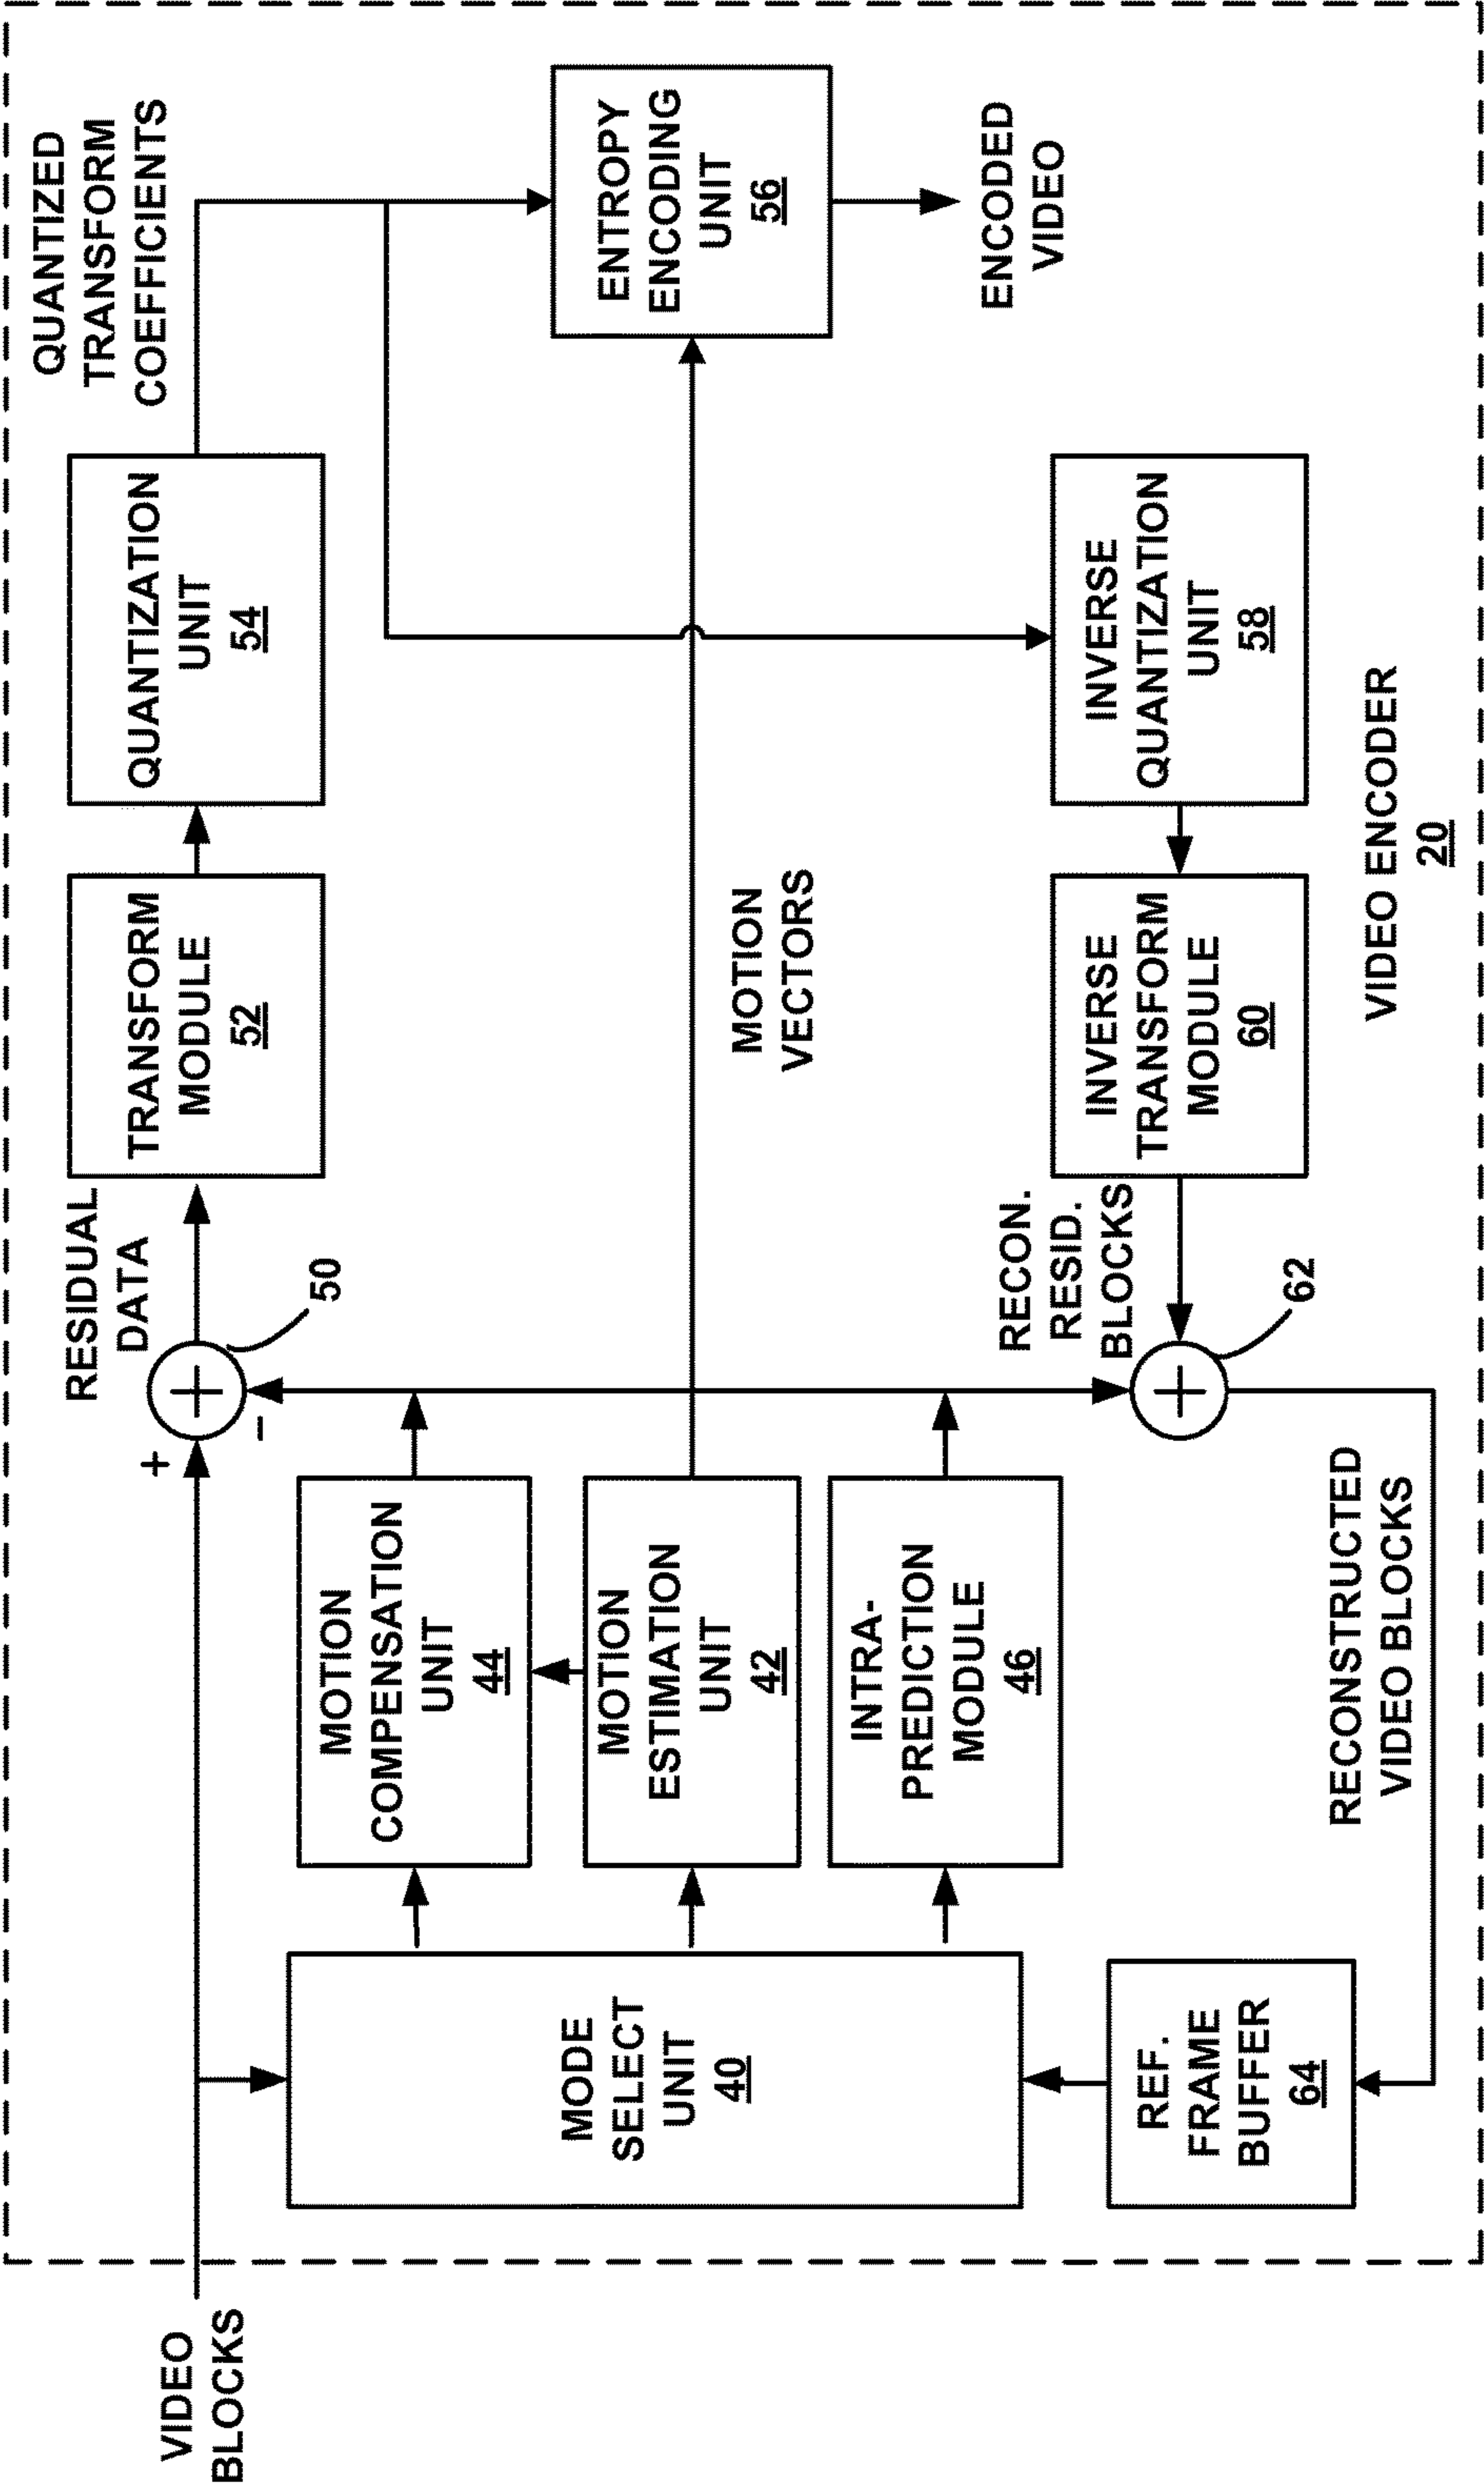 VIDEO
BLOCKS
+
−
RESIDUAL
DATA
50
TRANSFORM
MODULE
52
QUANTIZATION
UNIT
54
QUANTIZED
TRANSFORM
COEFFICIENTS
MODE
SELECT
UNIT
40
MOTION
COMPENSATION
UNIT
44
MOTION
ESTIMATION
UNIT
42
INTRA-
PREDICTION
MODULE
46
MOTION
VECTORS
ENTROPY
ENCODING
UNIT
56
ENCODED
VIDEO
REF.
FRAME
BUFFER
64
RECON.
RESID.
BLOCKS
62
INVERSE
TRANSFORM
MODULE
60
INVERSE
QUANTIZATION
UNIT
58
RECONSTRUCTED
VIDEO BLOCKS
VIDEO ENCODER
20